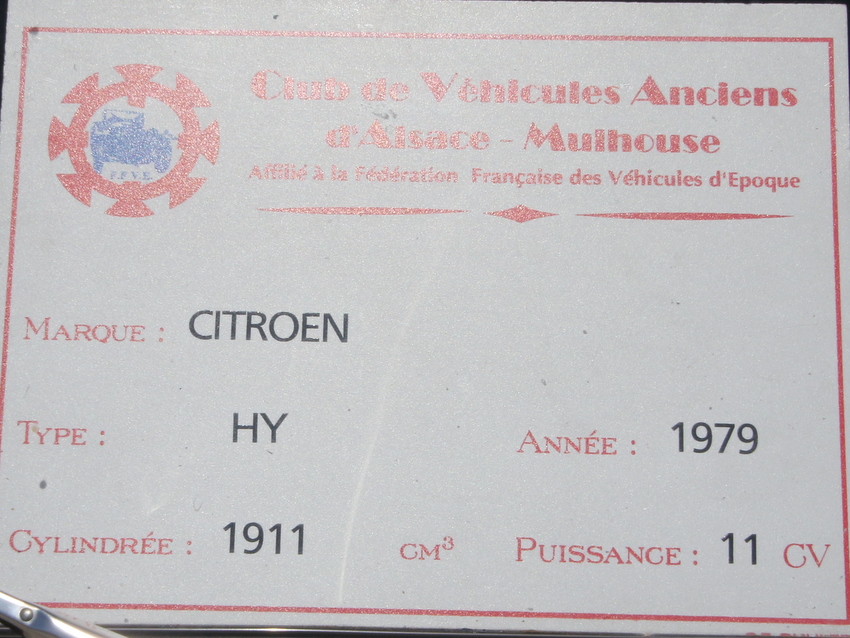 Club de Véhicules Anciens
d'Alsace - Mulhouse
Affilié à la Fédération Française des Véhicules d'Epoque
F.F.V.E.
MARQUE : CITROEN
TYPE : HY
ANNÉE : 1979
CYLINDRÉE : 1911 CM³
PUISSANCE : 11 CV